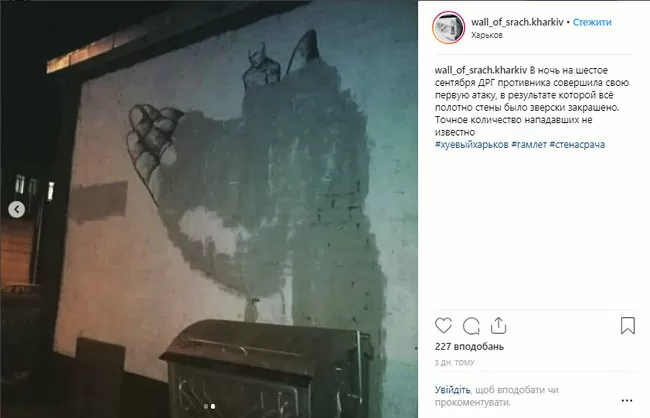 wall_of_srach.kharkiv • Стежити
Харьков
wall_of_srach.kharkiv В ночь на шестое
сентября ДРГ противника совершила свою
первую атаку, в результате которой всё
полотно стены было зверски закрашено.
Точное количество нападавших не
известно
#хуевыйхарьков #гамлет #стенасрача
227 вподобань
3 ДН. ТОМУ
Увійдіть, щоб вподобати чи
прокоментувати.